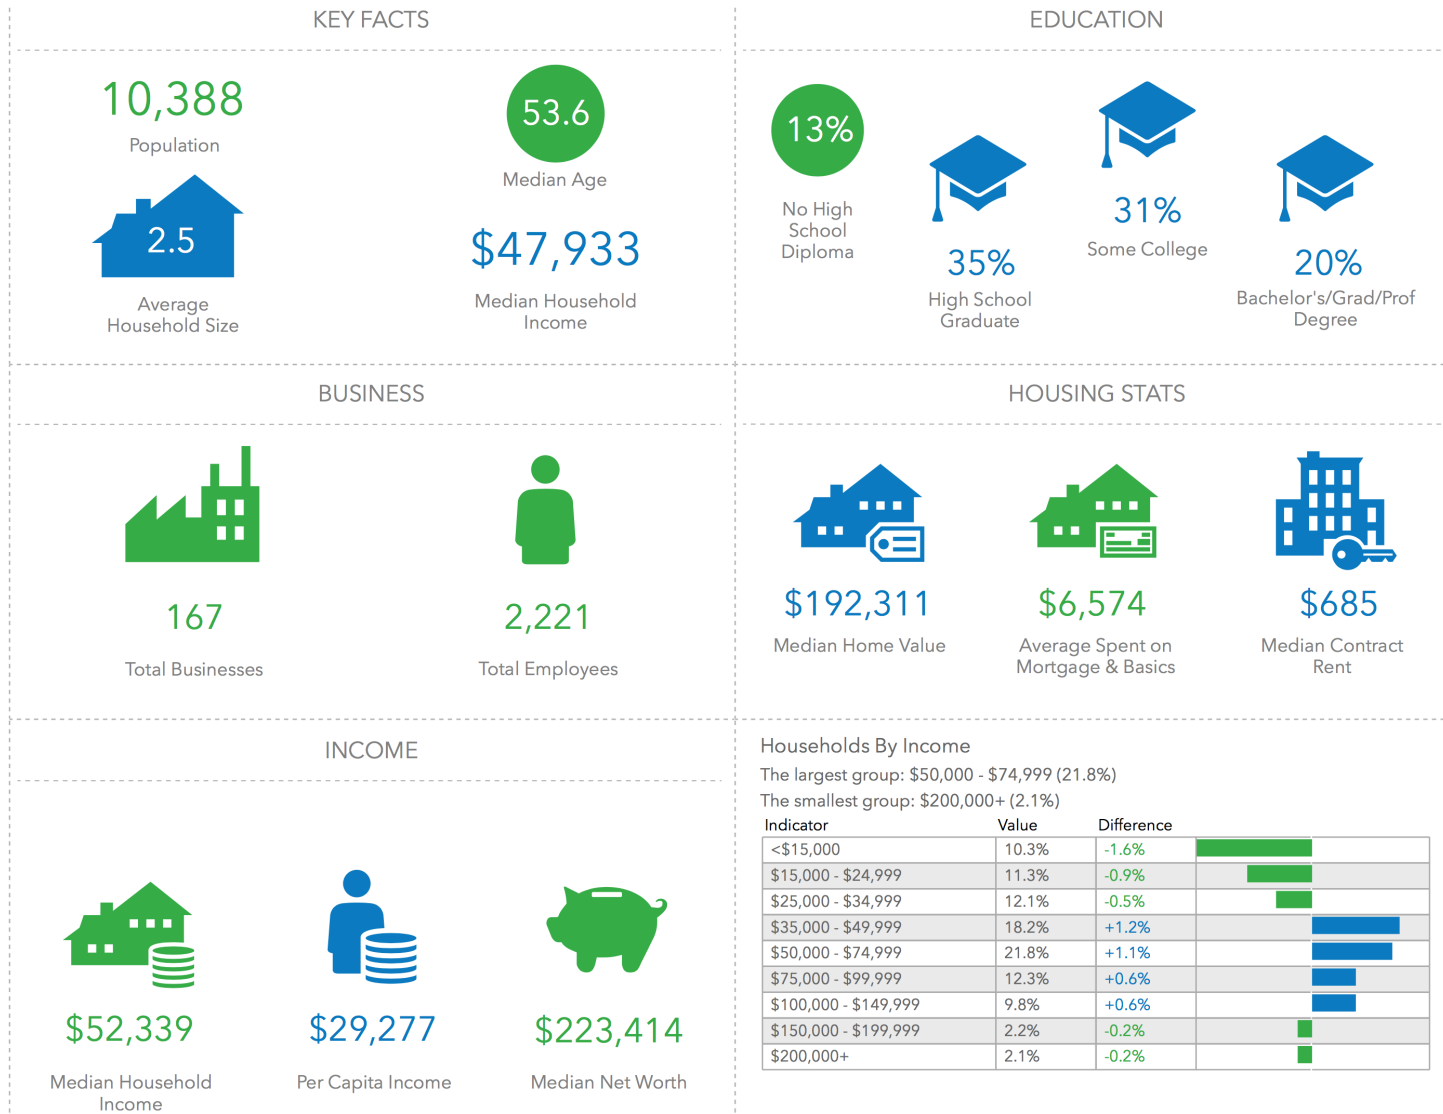 KEY FACTS
10,388
Population
53.6
Median Age
2.5
Average
Household Size
$47,933
Median Household
Income
EDUCATION
13%
No High
School
Diploma
35%
High School
Graduate
31%
Some College
20%
Bachelor's/Grad/Prof
Degree
BUSINESS
167
Total Businesses
2,221
Total Employees
HOUSING STATS
$192,311
Median Home Value
$6,574
Average Spent on
Mortgage & Basics
$685
Median Contract
Rent
INCOME
$52,339
Median Household
Income
$29,277
Per Capita Income
$223,414
Median Net Worth
Households By Income
The largest group: $50,000 - $74,999 (21.8%)
The smallest group: $200,000+ (2.1%)
Indicator Value Difference
<$15,000 10.3% -1.6%
$15,000 - $24,999 11.3% -0.9%
$25,000 - $34,999 12.1% -0.5%
$35,000 - $49,999 18.2% +1.2%
$50,000 - $74,999 21.8% +1.1%
$75,000 - $99,999 12.3% +0.6%
$100,000 - $149,999 9.8% +0.6%
$150,000 - $199,999 2.2% -0.2%
$200,000+ 2.1% -0.2%